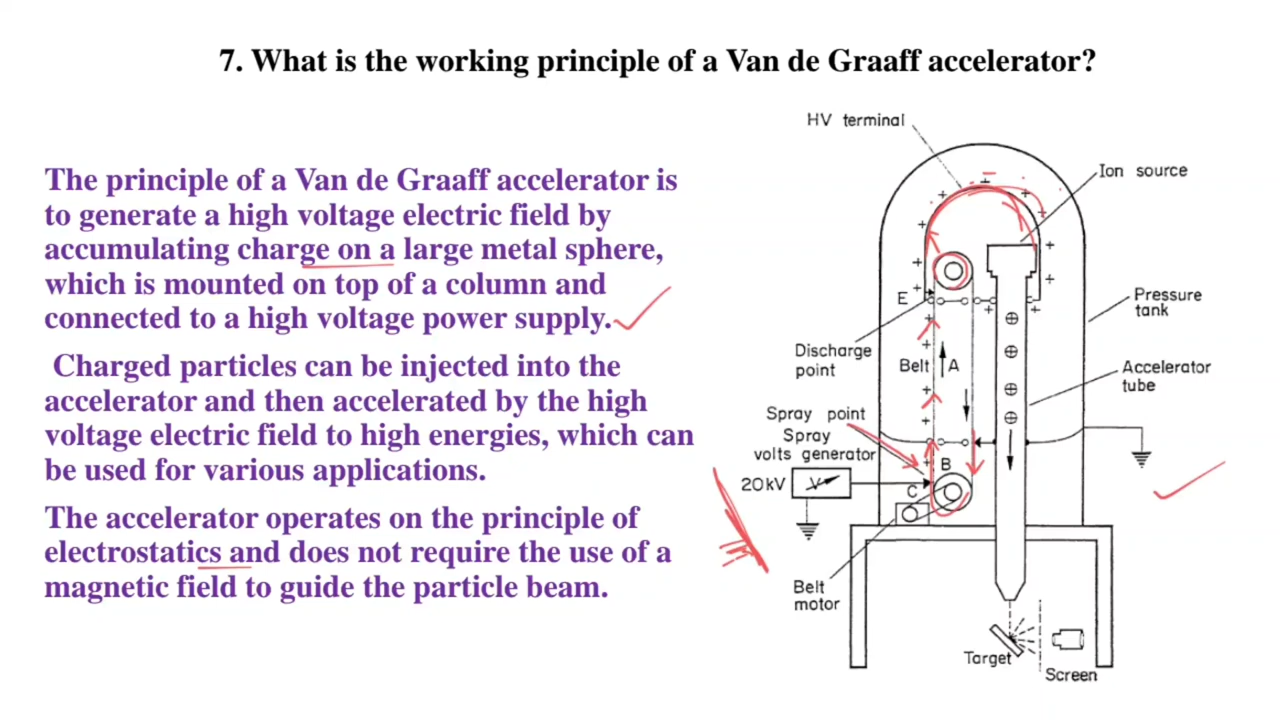 7. What is the working principle of a Van de Graaff accelerator?
The principle of a Van de Graaff accelerator is
to generate a high voltage electric field by
accumulating charge on a large metal sphere,
which is mounted on top of a column and
connected to a high voltage power supply.
Charged particles can be injected into the
accelerator and then accelerated by the high
voltage electric field to high energies, which can
be used for various applications.
The accelerator operates on the principle of
electrostatics and does not require the use of a
magnetic field to guide the particle beam.
HV terminal
Ion source
E
Pressure
tank
Discharge
point
Belt
A
Accelerator
tube
Spray point
Spray
volts generator
B
20kV
V
C
Belt
motor
Target
Screen